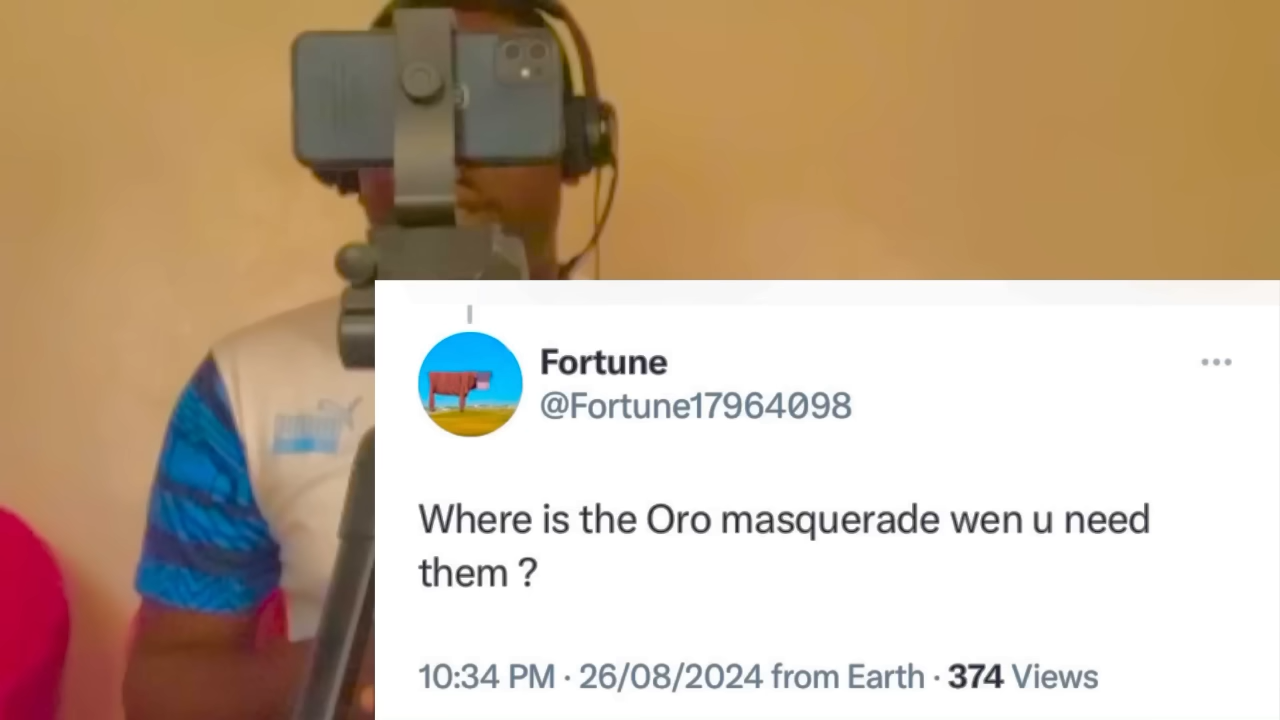 Fortune
@Fortune17964098
Where is the Oro masquerade wen u need
them ?
10:34 PM · 26/08/2024 from Earth · 374 Views